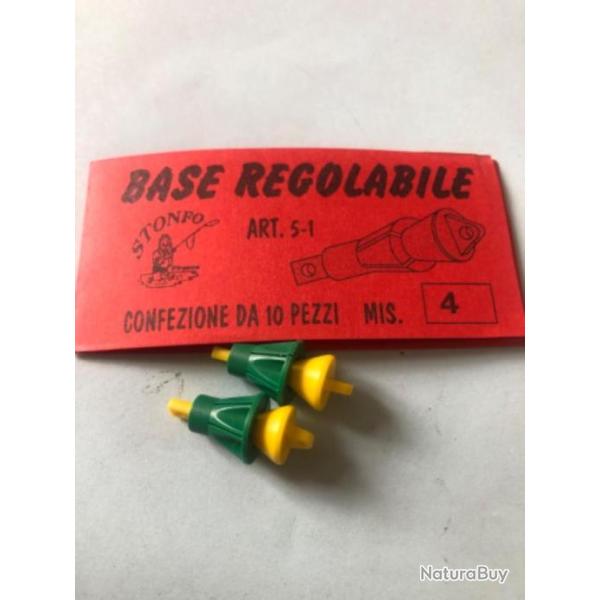 BASE REGOLABILE
STONFO
ART. 5-1
CONFEZIONE DA 10 PEZZI MIS. 4
NaturaBuy